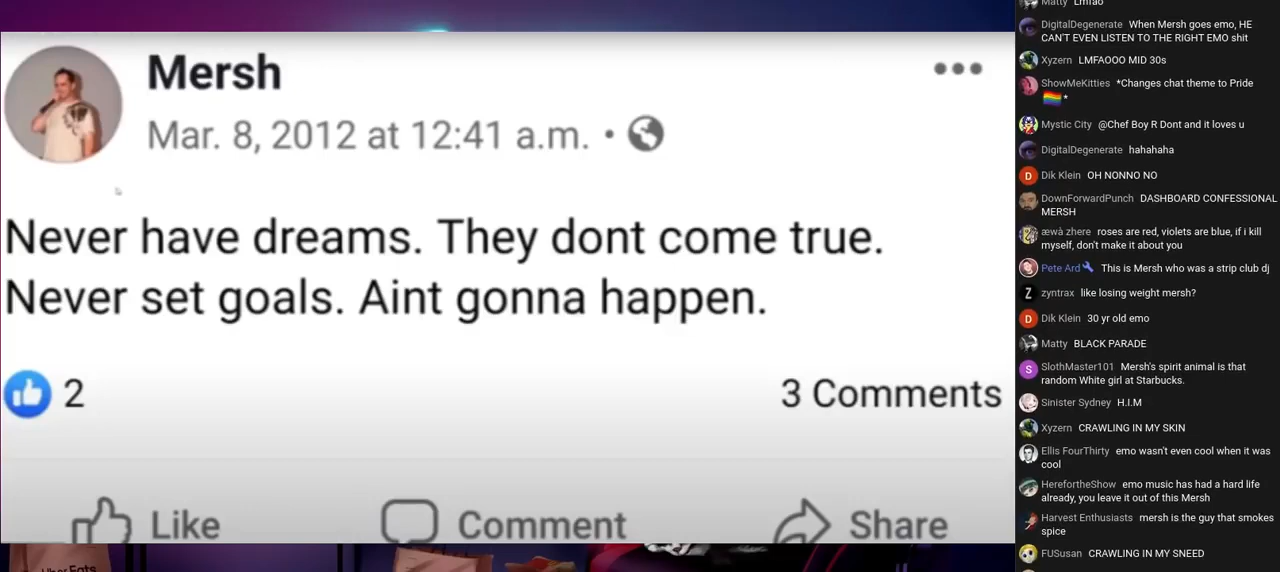 Mersh
Mar. 8, 2012 at 12:41 a.m.
Never have dreams. They dont come true.
Never set goals. Aint gonna happen.
2
3 Comments
Like
Comment
Share
Uber Eats
Matty Lmfao
DigitalDegenerate When Mersh goes emo, HE
CAN'T EVEN LISTEN TO THE RIGHT EMO shit
Xyzern LMFAOOO MID 30s
ShowMeKitties *Changes chat theme to Pride
*
Mystic City @Chef Boy R Dont and it loves u
DigitalDegenerate hahahaha
D
Dik Klein OH NONNO NO
DownForwardPunch DASHBOARD CONFESSIONAL
MERSH
æwà zhere roses are red, violets are blue, if i kill
myself, don't make it about you
Pete Ard This is Mersh who was a strip club dj
Z
zyntrax like losing weight mersh?
D
Dik Klein 30 yr old emo
Matty BLACK PARADE
S
SlothMaster101 Mersh's spirit animal is that
random White girl at Starbucks.
Sinister Sydney H.I.M
Xyzern CRAWLING IN MY SKIN
Ellis FourThirty emo wasn't even cool when it was
cool
HerefortheShow emo music has had a hard life
already, you leave it out of this Mersh
Harvest Enthusiasts mersh is the guy that smokes
spice
FUSusan CRAWLING IN MY SNEED